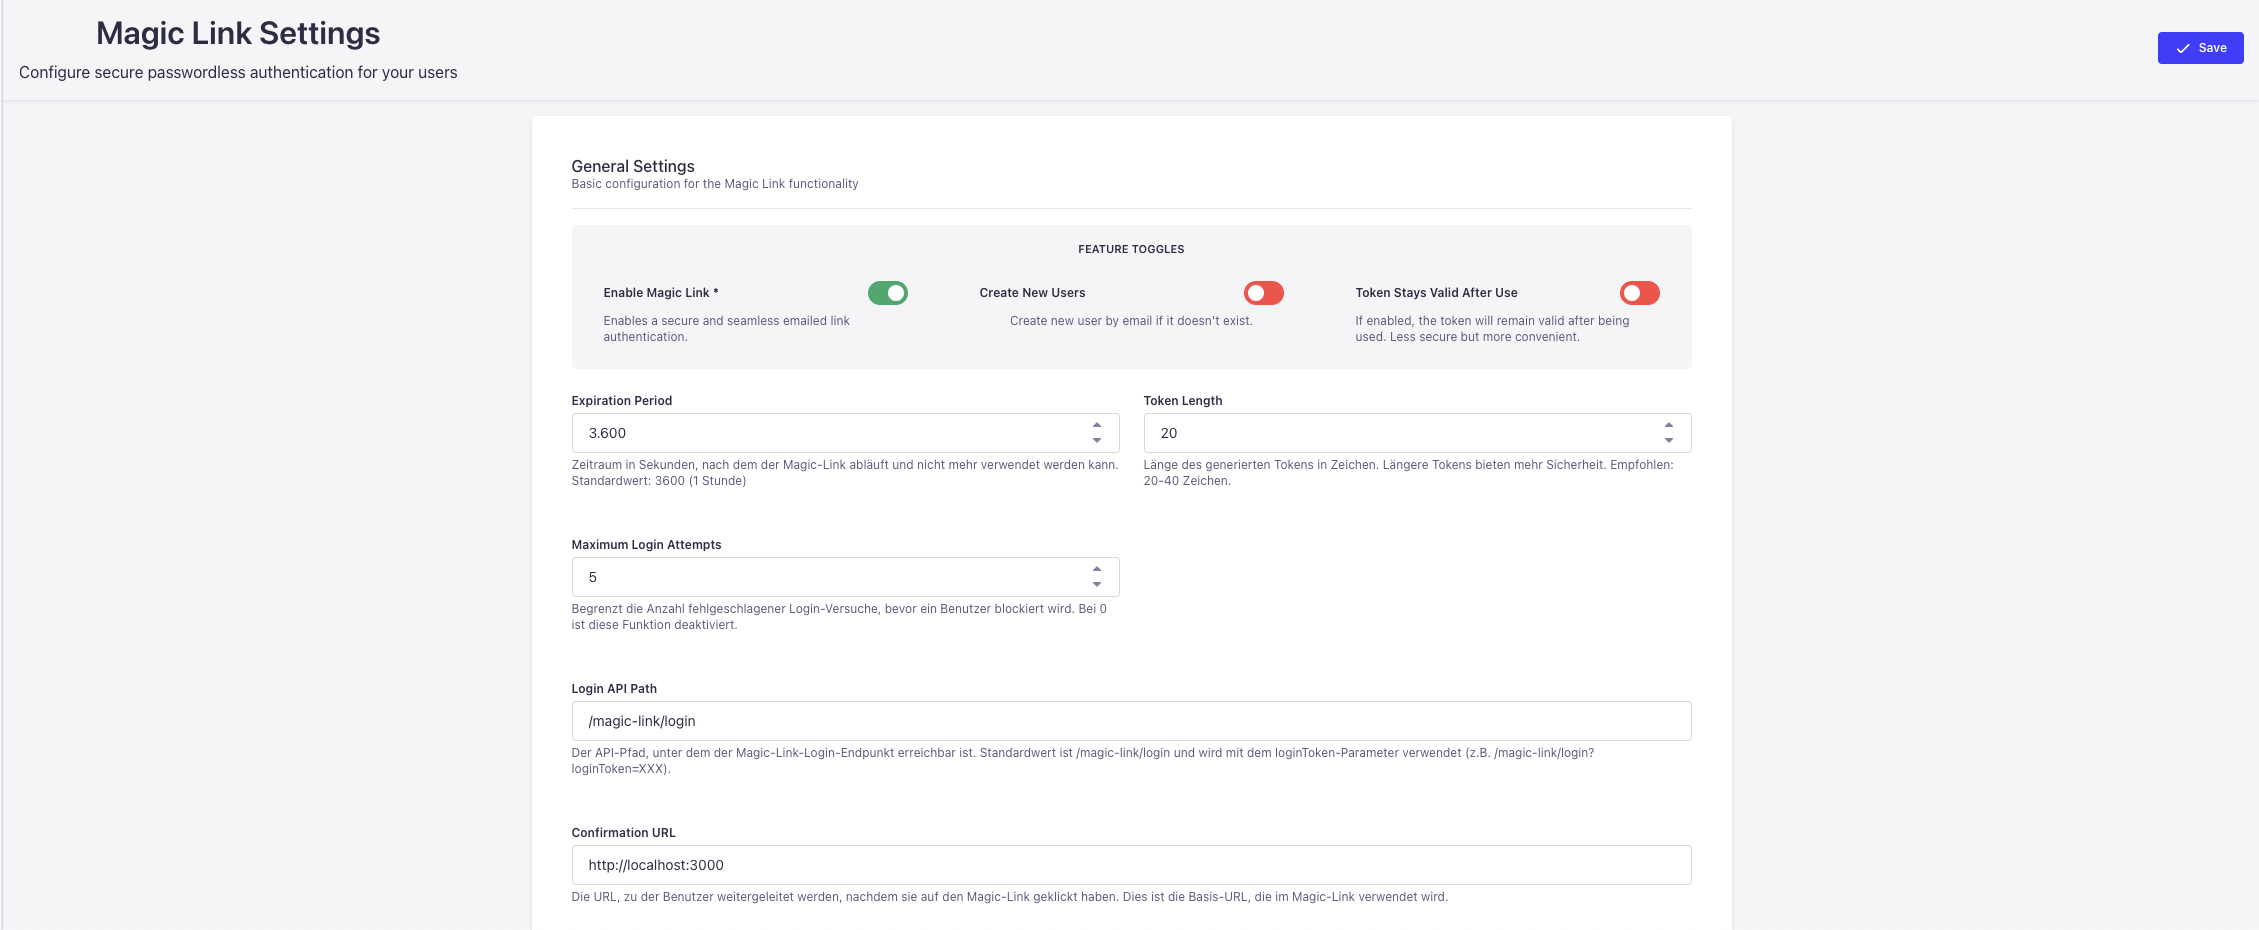 Magic Link Settings
Configure secure passwordless authentication for your users
Save
General Settings
Basic configuration for the Magic Link functionality
FEATURE TOGGLES
Enable Magic Link *
Enables a secure and seamless emailed link
authentication.
Create New Users
Create new user by email if it doesn't exist.
Token Stays Valid After Use
If enabled, the token will remain valid after being
used. Less secure but more convenient.
Expiration Period
3.600
Zeitraum in Sekunden, nach dem der Magic-Link abläuft und nicht mehr verwendet werden kann.
Standardwert: 3600 (1 Stunde)
Token Length
20
Länge des generierten Tokens in Zeichen. Längere Tokens bieten mehr Sicherheit. Empfohlen:
20-40 Zeichen.
Maximum Login Attempts
5
Begrenzt die Anzahl fehlgeschlagener Login-Versuche, bevor ein Benutzer blockiert wird. Bei 0
ist diese Funktion deaktiviert.
Login API Path
/magic-link/login
Der API-Pfad, unter dem der Magic-Link-Login-Endpunkt erreichbar ist. Standardwert ist /magic-link/login und wird mit dem loginToken-Parameter verwendet (z.B. /magic-link/login?
loginToken=XXX).
Confirmation URL
http://localhost:3000
Die URL, zu der Benutzer weitergeleitet werden, nachdem sie auf den Magic-Link geklickt haben. Dies ist die Basis-URL, die im Magic-Link verwendet wird.